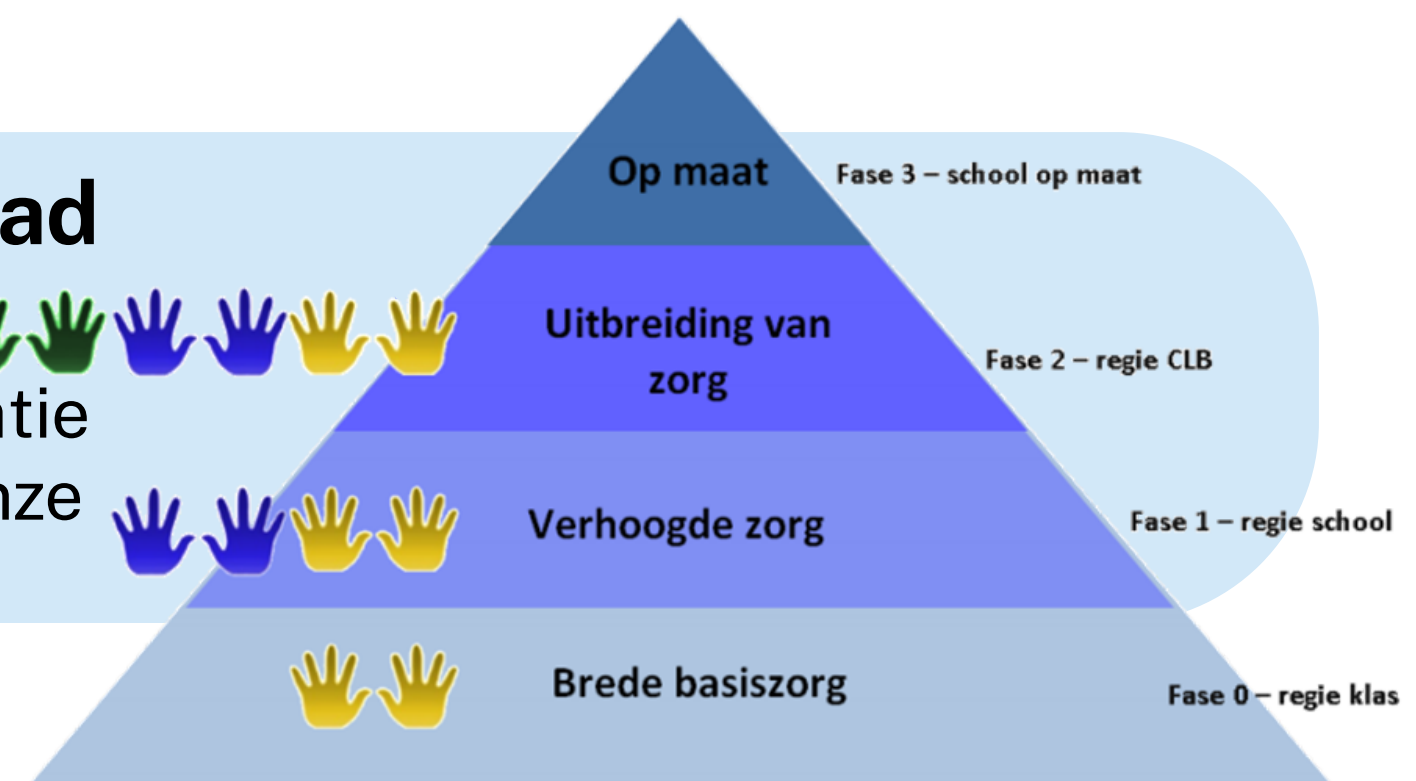 Op maat
Fase 3 – school op maat
ad
Uitbreiding van
zorg
Fase 2 – regie CLB
tie
nze
Verhoogde zorg
Fase 1 – regie school
Brede basiszorg
Fase 0 – regie klas